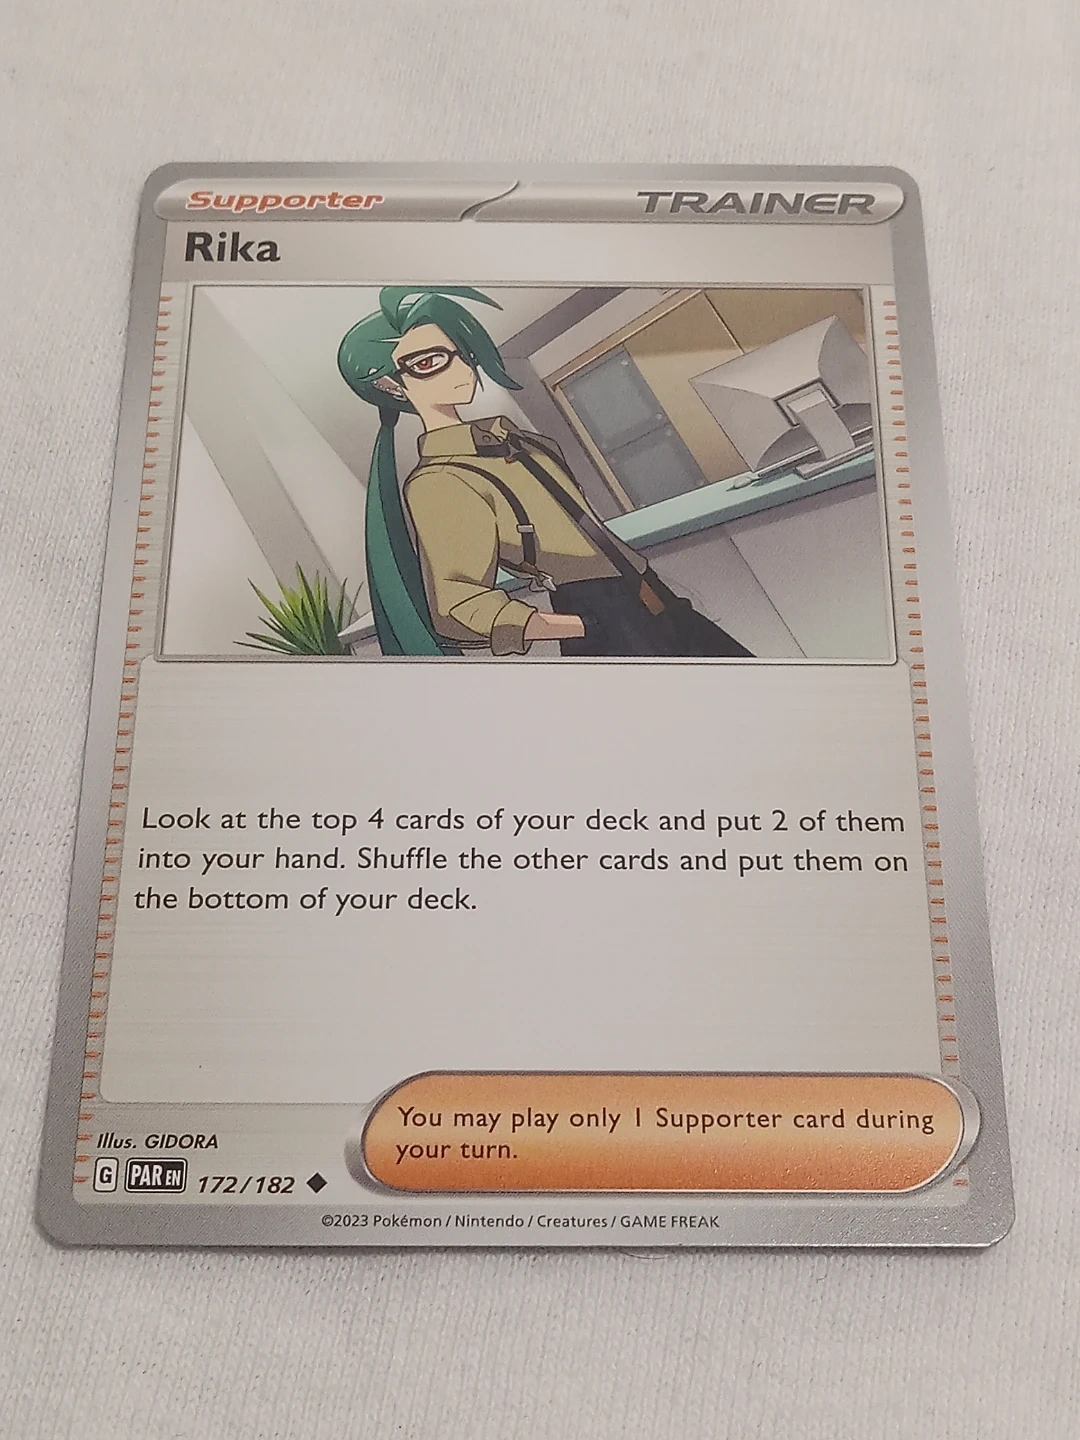 Supporter TRAINER
Rika
Look at the top 4 cards of your deck and put 2 of them
into your hand. Shuffle the other cards and put them on
the bottom of your deck.
You may play only 1 Supporter card during
your turn.
Illus. GIDORA
G PAR EN 172/182
©2023 Pokémon / Nintendo / Creatures / GAME FREAK